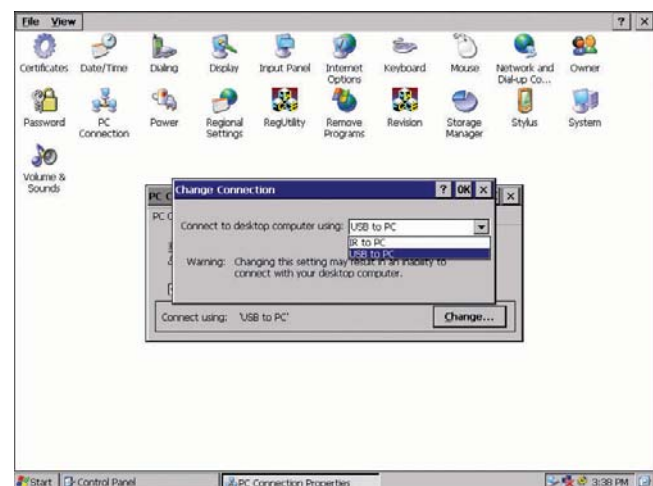 File View ? ×
Certificates Date/Time Dialing Display Input Panel Internet Options Keyboard Mouse Network and Dial-up Co... Owner
Password PC Connection Power Regional Settings RegUtility Remove Programs Revision Storage Manager Stylus System
Volume & Sounds
PC C
Change Connection ? OK ×
×
PC C
Connect to desktop computer using: USB to PC
IR to PC
USB to PC
Warning: Changing this setting may result in an inability to
connect with your desktop computer.
Connect using: 'USB to PC' Change...
Start Control Panel PC Connection Properties 3:38 PM